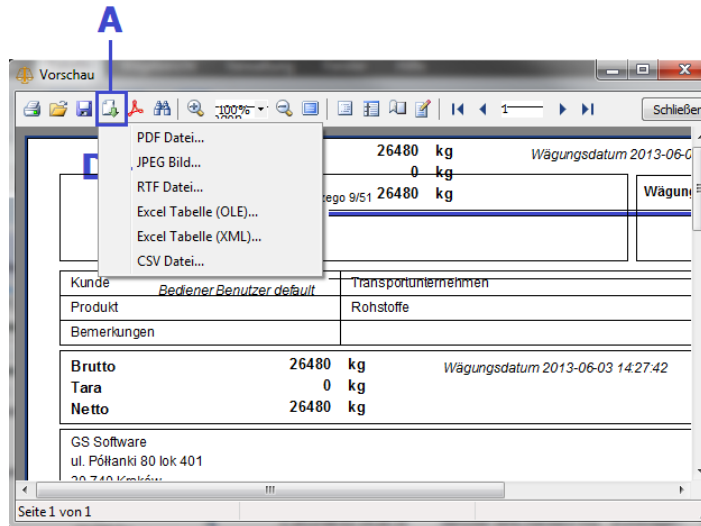 A
Vorschau
100%
1
Schließen
PDF Datei...
JPEG Bild...
RTF Datei...
Excel Tabelle (OLE)...
Excel Tabelle (XML)...
CSV Datei...
26480 kg Wägungsdatum 2013-06-0
0 kg
9/51 26480 kg
Kunde Bediener Benutzer default Transportunternehmen
Produkt Rohstoffe
Bemerkungen
Brutto 26480 kg Wägungsdatum 2013-06-03 14:27:42
Tara 0 kg
Netto 26480 kg
GS Software
ul. Półłanki 80 lok 401
Seite 1 von 1